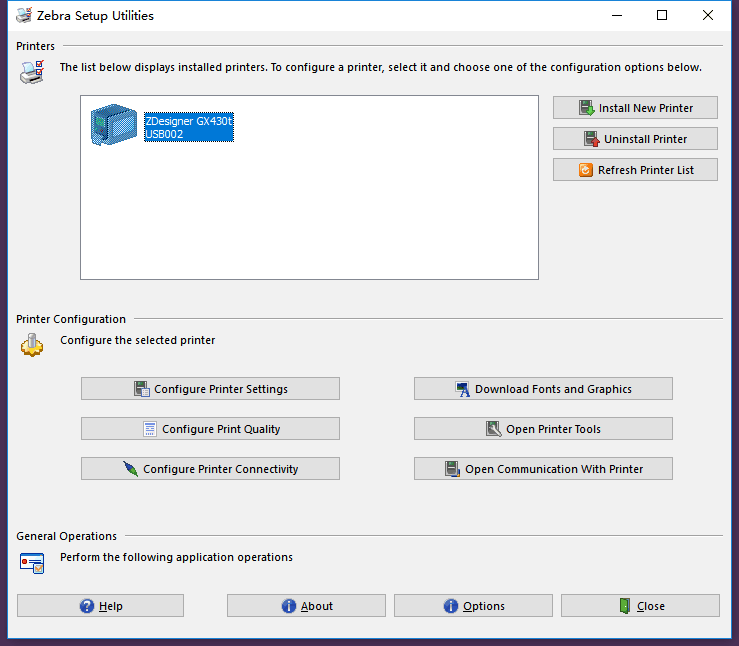 Zebra Setup Utilities
Printers
The list below displays installed printers. To configure a printer, select it and choose one of the configuration options below.
ZDesigner GX430t
USB002
Install New Printer
Uninstall Printer
Refresh Printer List
Printer Configuration
Configure the selected printer
Configure Printer Settings
Download Fonts and Graphics
Configure Print Quality
Open Printer Tools
Configure Printer Connectivity
Open Communication With Printer
General Operations
Perform the following application operations
Help
About
Options
Close